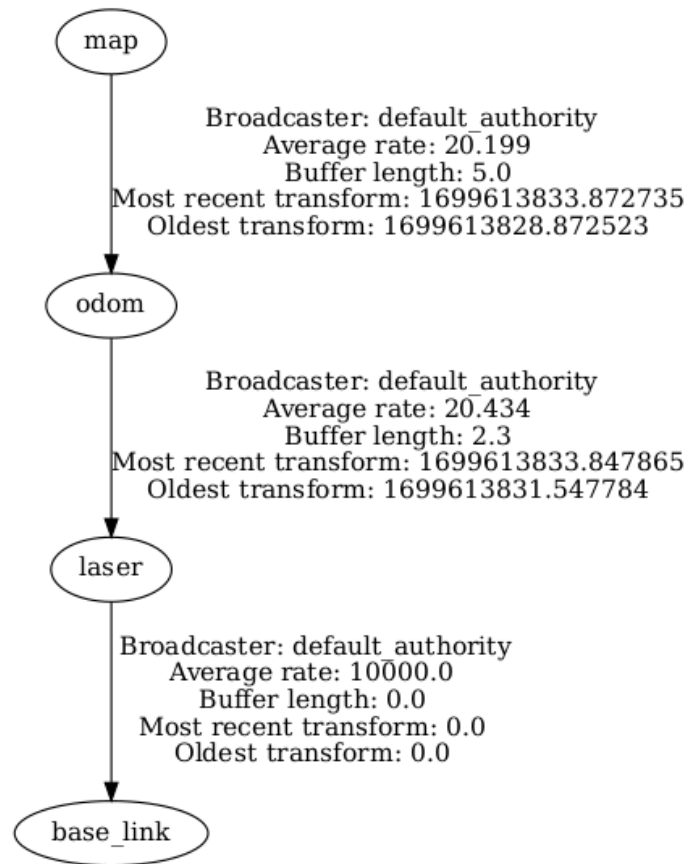 map
Broadcaster: default_authority
Average rate: 20.199
Buffer length: 5.0
Most recent transform: 1699613833.872735
Oldest transform: 1699613828.872523
odom
Broadcaster: default_authority
Average rate: 20.434
Buffer length: 2.3
Most recent transform: 1699613833.847865
Oldest transform: 1699613831.547784
laser
Broadcaster: default_authority
Average rate: 10000.0
Buffer length: 0.0
Most recent transform: 0.0
Oldest transform: 0.0
base_link